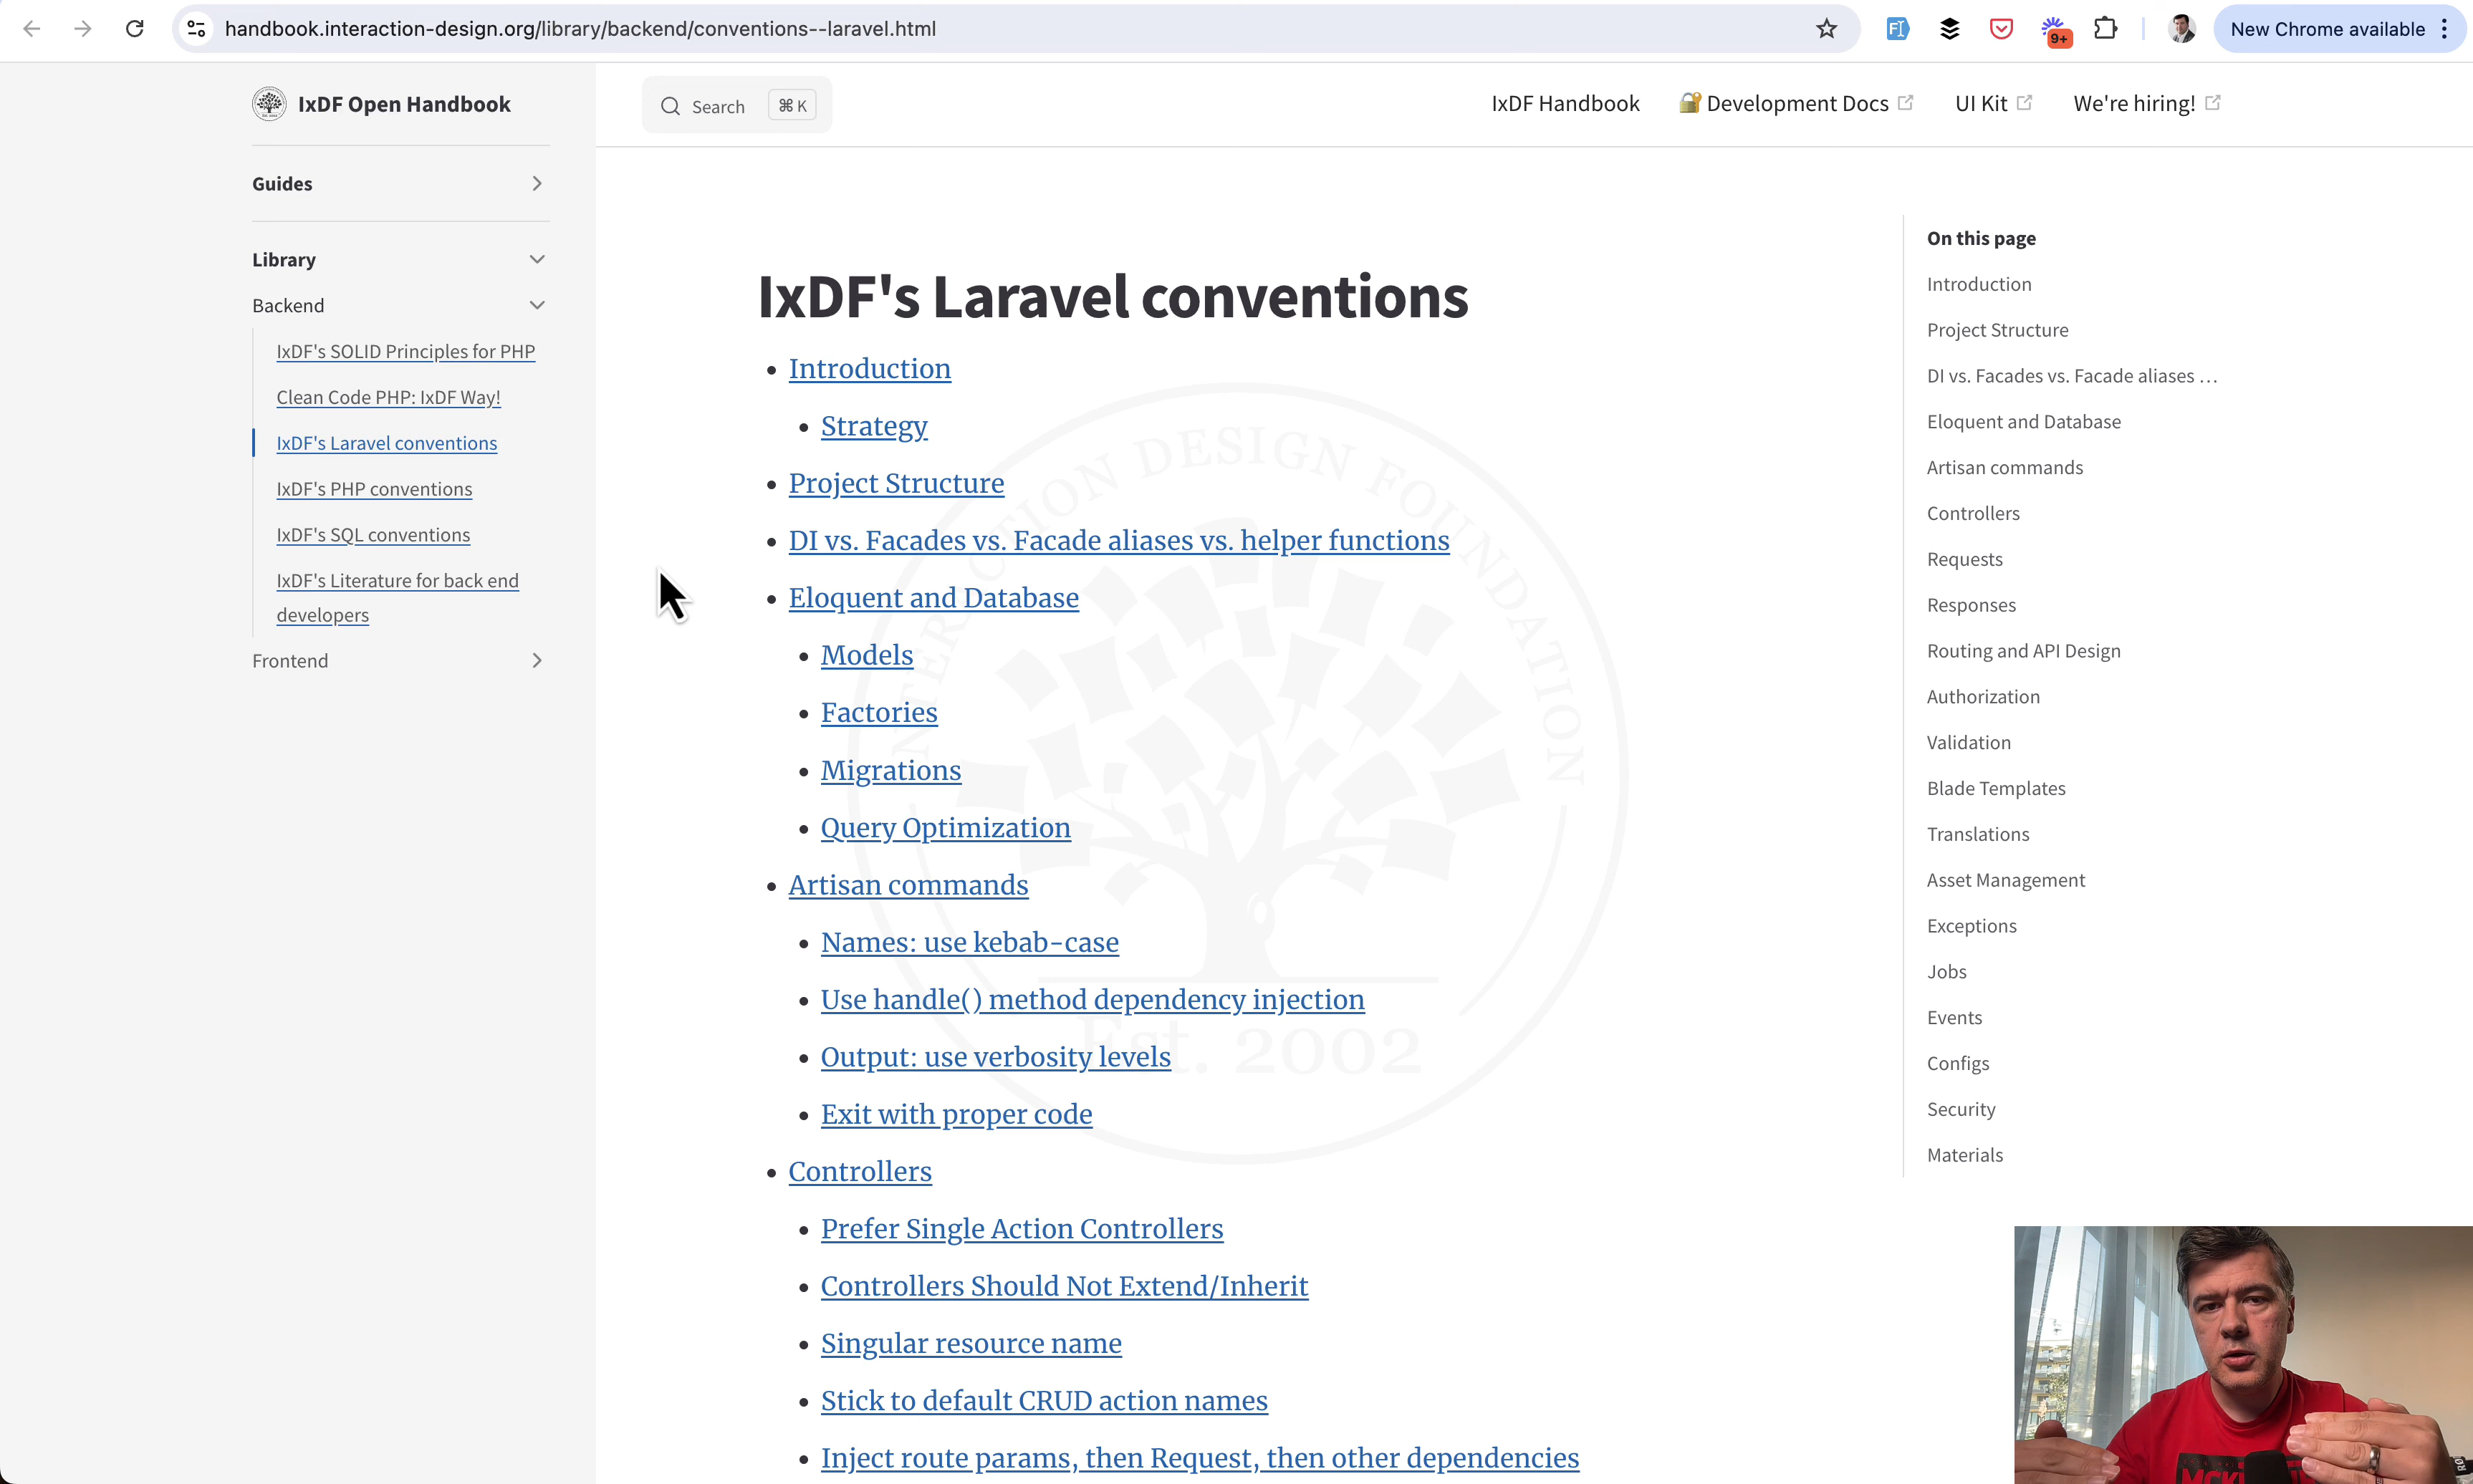 handbook.interaction-design.org/library/backend/conventions--laravel.html
9+
New Chrome available
IxDF Open Handbook
Guides
Library
Backend
IxDF's SOLID Principles for PHP
Clean Code PHP: IxDF Way!
IxDF's Laravel conventions
IxDF's PHP conventions
IxDF's SQL conventions
IxDF's Literature for back end
developers
Frontend
Search
⌘ K
IxDF Handbook
🔐 Development Docs
UI Kit
We're hiring!
IxDF's Laravel conventions
Introduction
Strategy
Project Structure
DI vs. Facades vs. Facade aliases vs. helper functions
Eloquent and Database
Models
Factories
Migrations
Query Optimization
Artisan commands
Names: use kebab-case
Use handle() method dependency injection
Output: use verbosity levels
Exit with proper code
Controllers
Prefer Single Action Controllers
Controllers Should Not Extend/Inherit
Singular resource name
Stick to default CRUD action names
Inject route params, then Request, then other dependencies
INTERACTION DESIGN FOUNDATION
Est. 2002
On this page
Introduction
Project Structure
DI vs. Facades vs. Facade aliases …
Eloquent and Database
Artisan commands
Controllers
Requests
Responses
Routing and API Design
Authorization
Validation
Blade Templates
Translations
Asset Management
Exceptions
Jobs
Events
Configs
Security
Materials